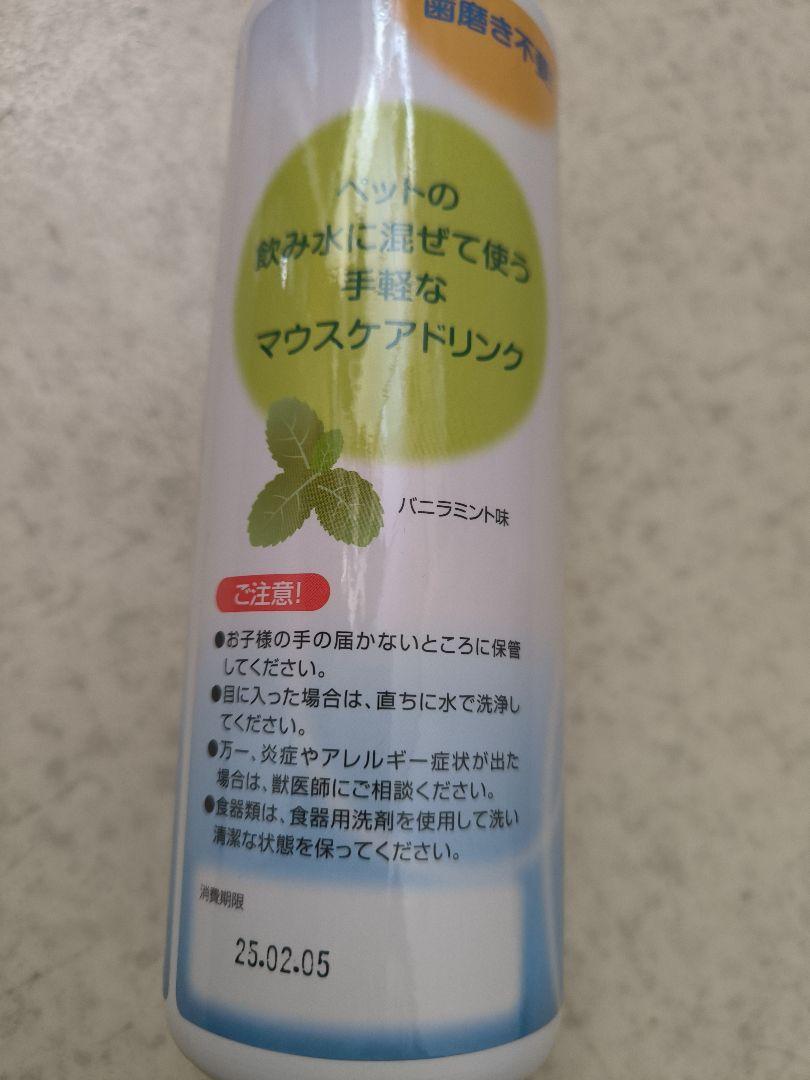 歯磨き不要
ペットの
飲み水に混ぜて使う
手軽な
マウスケアドリンク
バニラミント味
ご注意!
●お子様の手の届かないところに保管
してください。
●目に入った場合は、直ちに水で洗浄し
てください。
●万一、炎症やアレルギー症状が出た
場合は、獣医師にご相談ください。
●食器類は、食器用洗剤を使用して洗い
清潔な状態を保ってください。
消費期限
25.02.05